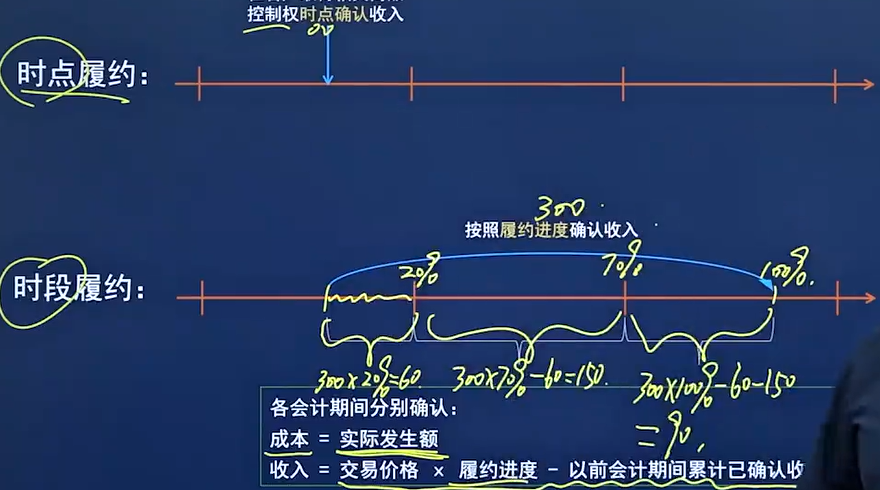 控制权时点确认收入
时点履约：
300
按照履约进度确认收入
20% 70% 100%.
时段履约：
300×20%=60. 300×70%-60=150. 300×100%-60-150
=90.
各会计期间分别确认：
成本 = 实际发生额
收入 = 交易价格 × 履约进度 - 以前会计期间累计已确认收